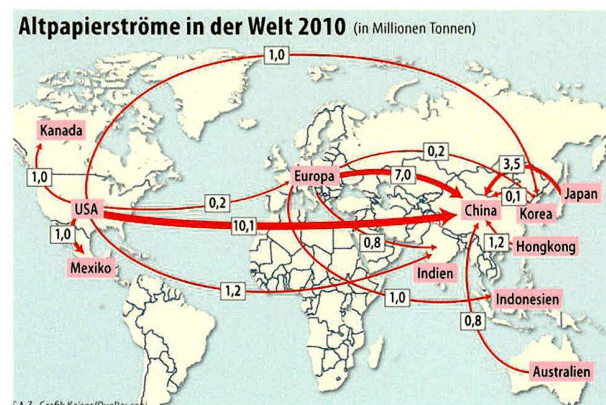 Altpapierströme in der Welt 2010 (in Millionen Tonnen)
1,0
Kanada
0,2
3,5
Europa
7,0
1,0
0,1
Japan
USA
0,2
China
Korea
10,1
1,0
0,8
1,2
Hongkong
Mexiko
Indien
1,2
1,0
Indonesien
0,8
Australien